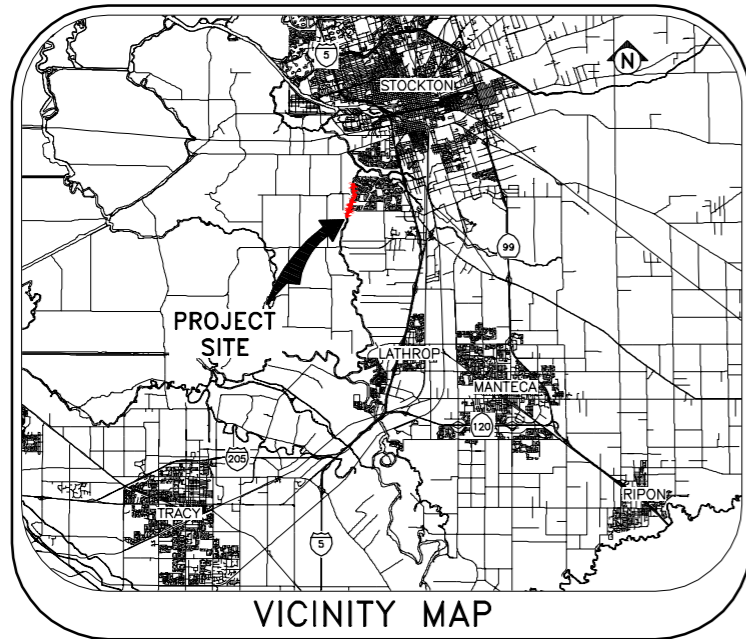 5
STOCKTON
N
99
PROJECT
SITE
LATHROP
MANTECA
120
205
RIPON
TRACY
5
VICINITY MAP